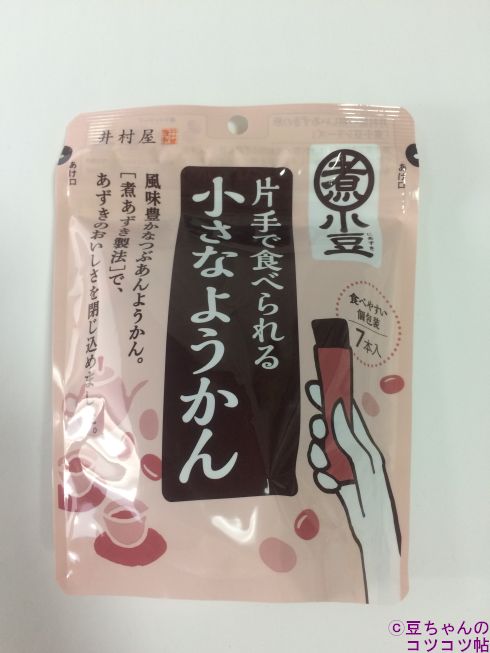 井村屋
あけ口
あけ口
煮小豆
片手で食べられる
小さなようかん
風味豊かなつぶあんようかん。
[煮あずき製法]で、
あずきのおいしさを閉じ込めまし
食べやすい
個包装
7本入
©豆ちゃんの
コツコツ帖